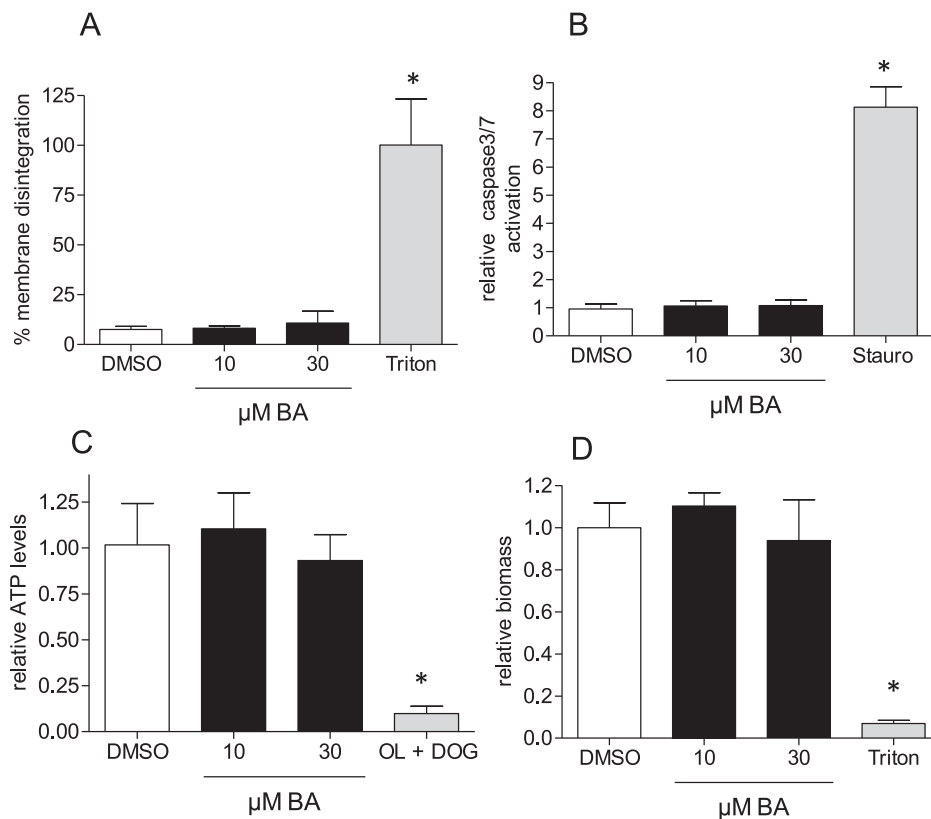 A
% membrane disintegration
125
100
75
50
25
0
*
DMSO 10 30 Triton
µM BA
B
relative caspase3/7
activation
9
8
7
6
5
4
3
2
1
0
*
DMSO 10 30 Stauro
µM BA
C
relative ATP levels
1.25
1.00
0.75
0.50
0.25
0.00
*
DMSO 10 30 OL + DOG
µM BA
D
relative biomass
1.2
1.0
0.8
0.6
0.4
0.2
0.0
*
DMSO 10 30 Triton
µM BA